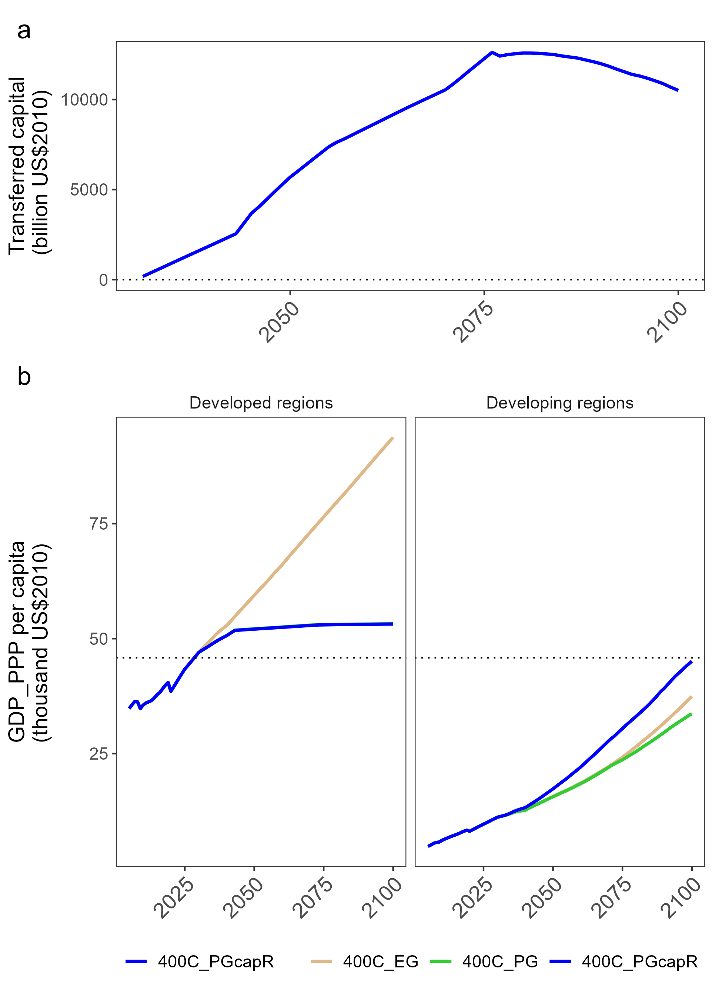 a
Transferred capital
(billion US$2010)
10000
5000
0
2050
2075
2100
b
Developed regions
Developing regions
GDP_PPP per capita
(thousand US$2010)
75
50
25
2025
2050
2075
2100
2025
2050
2075
2100
400C_PGcapR
400C_EG
400C_PG
400C_PGcapR